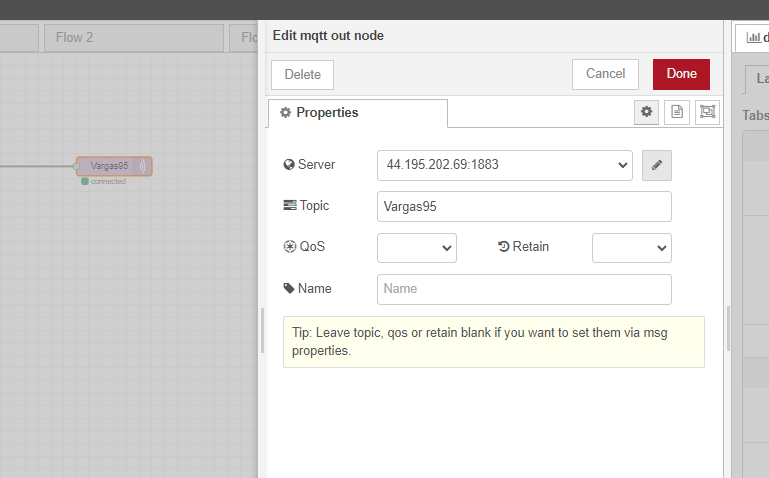 Flow 2
Flo
Edit mqtt out node
Delete
Cancel
Done
Properties
Server
44.195.202.69:1883
Topic
Vargas95
QoS
Retain
Name
Name
Tip: Leave topic, qos or retain blank if you want to set them via msg
properties.
Vargas95
connected
d
La
Tabs